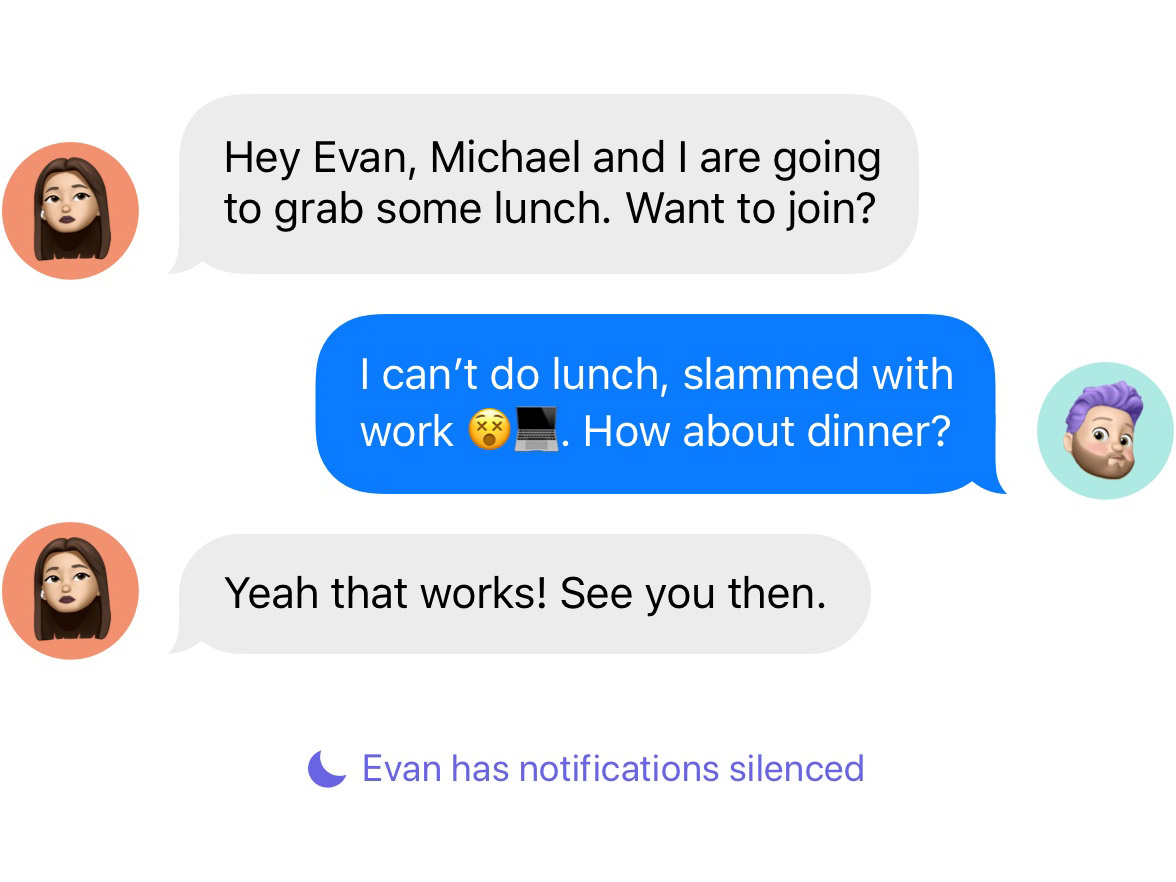 Hey Evan, Michael and I are going
to grab some lunch. Want to join?
I can’t do lunch, slammed with
work 😵💻. How about dinner?
Yeah that works! See you then.
Evan has notifications silenced